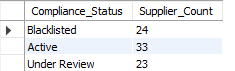 Compliance_Status Supplier_Count
Blacklisted 24
Active 33
Under Review 23